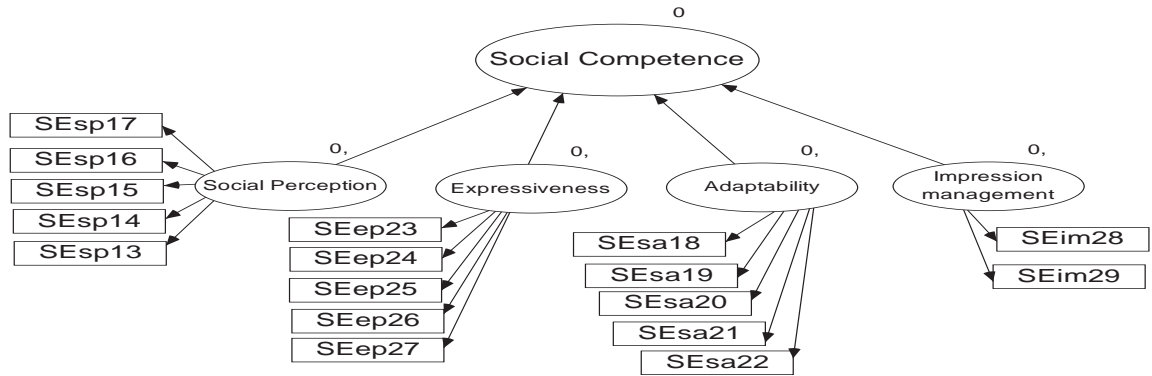 0
Social Competence
SEsp17
SEsp16
SEsp15
SEsp14
SEsp13
0,
Social Perception
0,
Expressiveness
SEep23
SEep24
SEep25
SEep26
SEep27
0,
Adaptability
SEsa18
SEsa19
SEsa20
SEsa21
SEsa22
0,
Impression
management
SEim28
SEim29